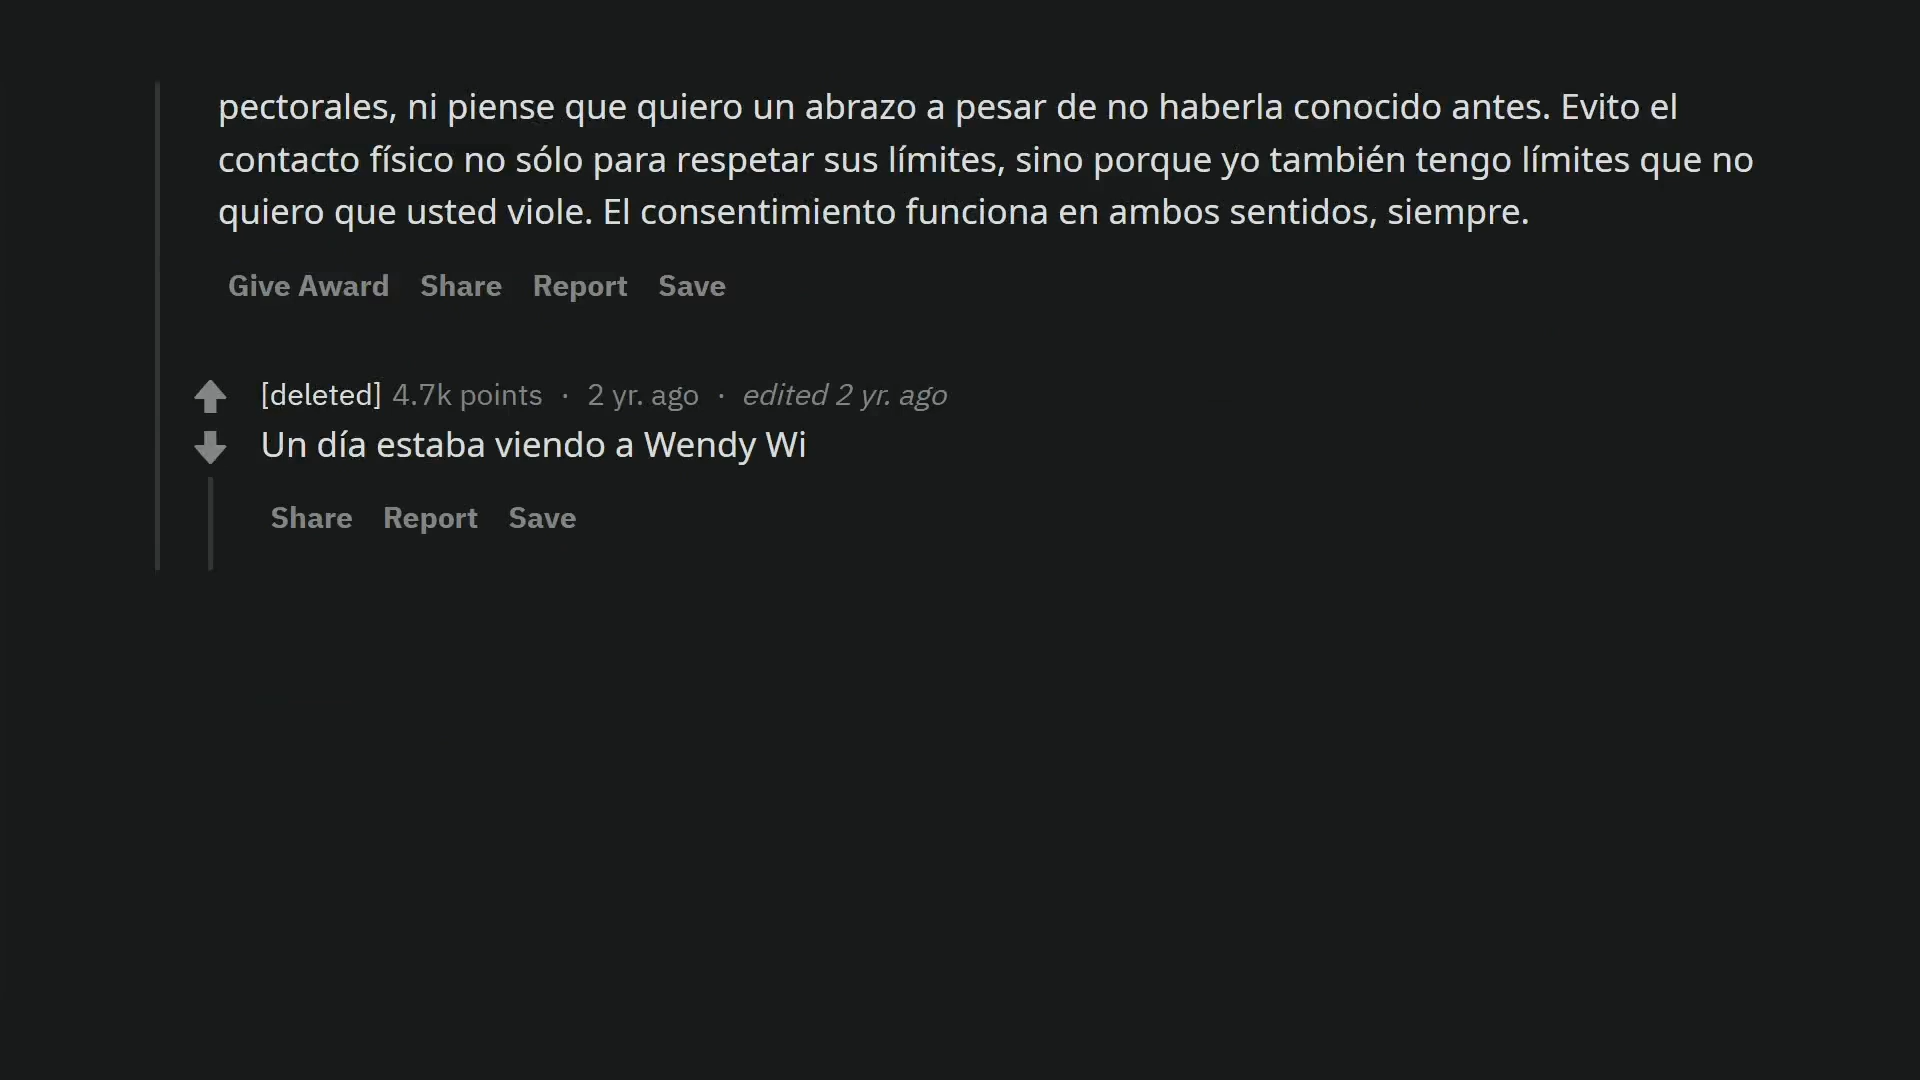 pectorales, ni piense que quiero un abrazo a pesar de no haberla conocido antes. Evito el
contacto físico no sólo para respetar sus límites, sino porque yo también tengo límites que no
quiero que usted viole. El consentimiento funciona en ambos sentidos, siempre.
Give Award Share Report Save
[deleted] 4.7k points · 2 yr. ago · edited 2 yr. ago
Un día estaba viendo a Wendy Wi
Share Report Save